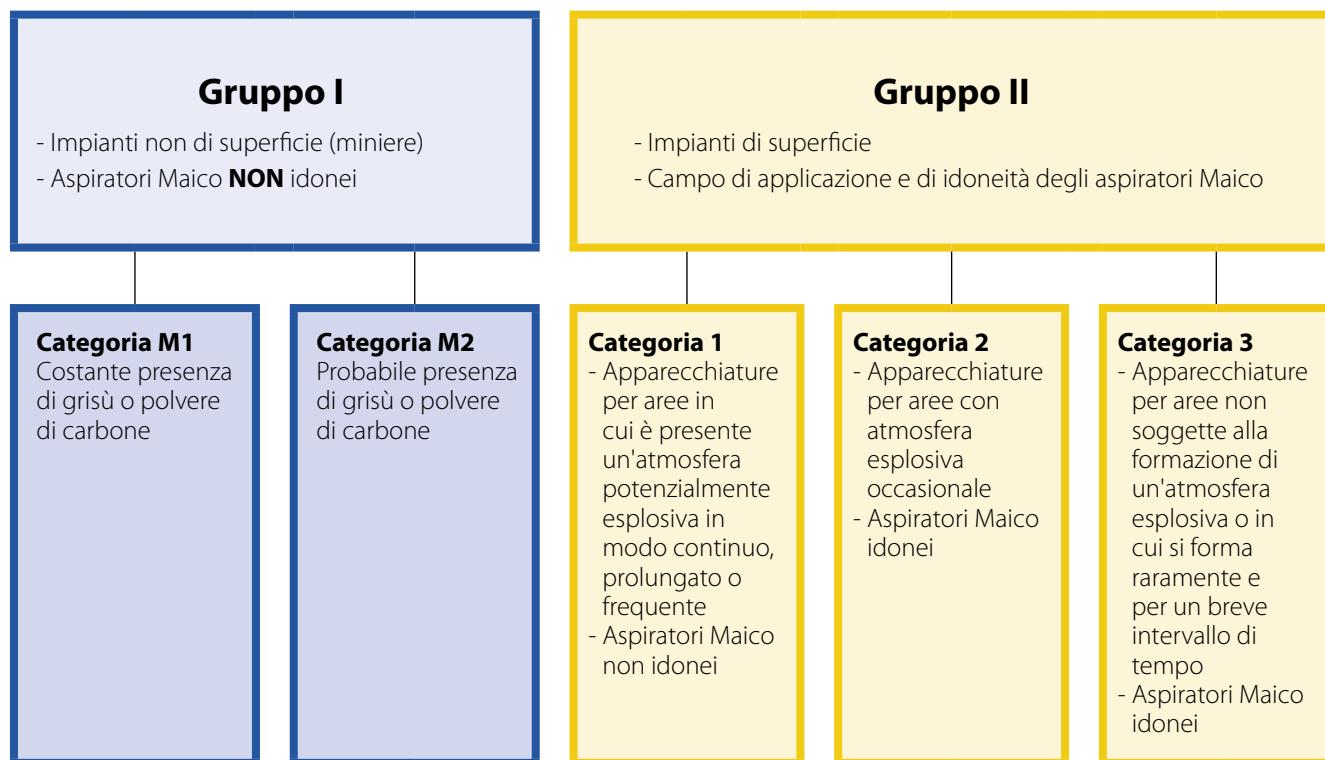 Gruppo I
- Impianti non di superficie (miniere)
- Aspiratori Maico NON idonei
Gruppo II
- Impianti di superficie
- Campo di applicazione e di idoneità degli aspiratori Maico
Categoria M1
Costante presenza
di grisù o polvere
di carbone
Categoria M2
Probabile presenza
di grisù o polvere
di carbone
Categoria 1
- Apparecchiature
per aree in
cui è presente
un'atmosfera
potenzialmente
esplosiva in
modo continuo,
prolungato o
frequente
- Aspiratori Maico
non idonei
Categoria 2
- Apparecchiature
per aree con
atmosfera
esplosiva
occasionale
- Aspiratori Maico
idonei
Categoria 3
- Apparecchiature
per aree non
soggette alla
formazione di
un'atmosfera
esplosiva o in
cui si forma
raramente e
per un breve
intervallo di
tempo
- Aspiratori Maico
idonei